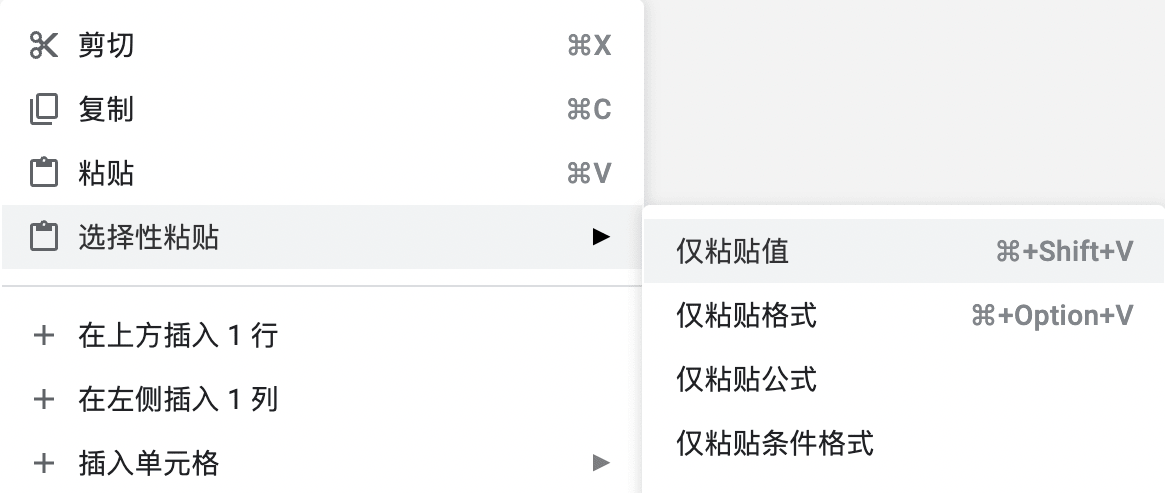 剪切 ⌘X
复制 ⌘C
粘贴 ⌘V
选择性粘贴
仅粘贴值 ⌘+Shift+V
仅粘贴格式 ⌘+Option+V
仅粘贴公式
仅粘贴条件格式
在上方插入 1 行
在左侧插入 1 列
插入单元格